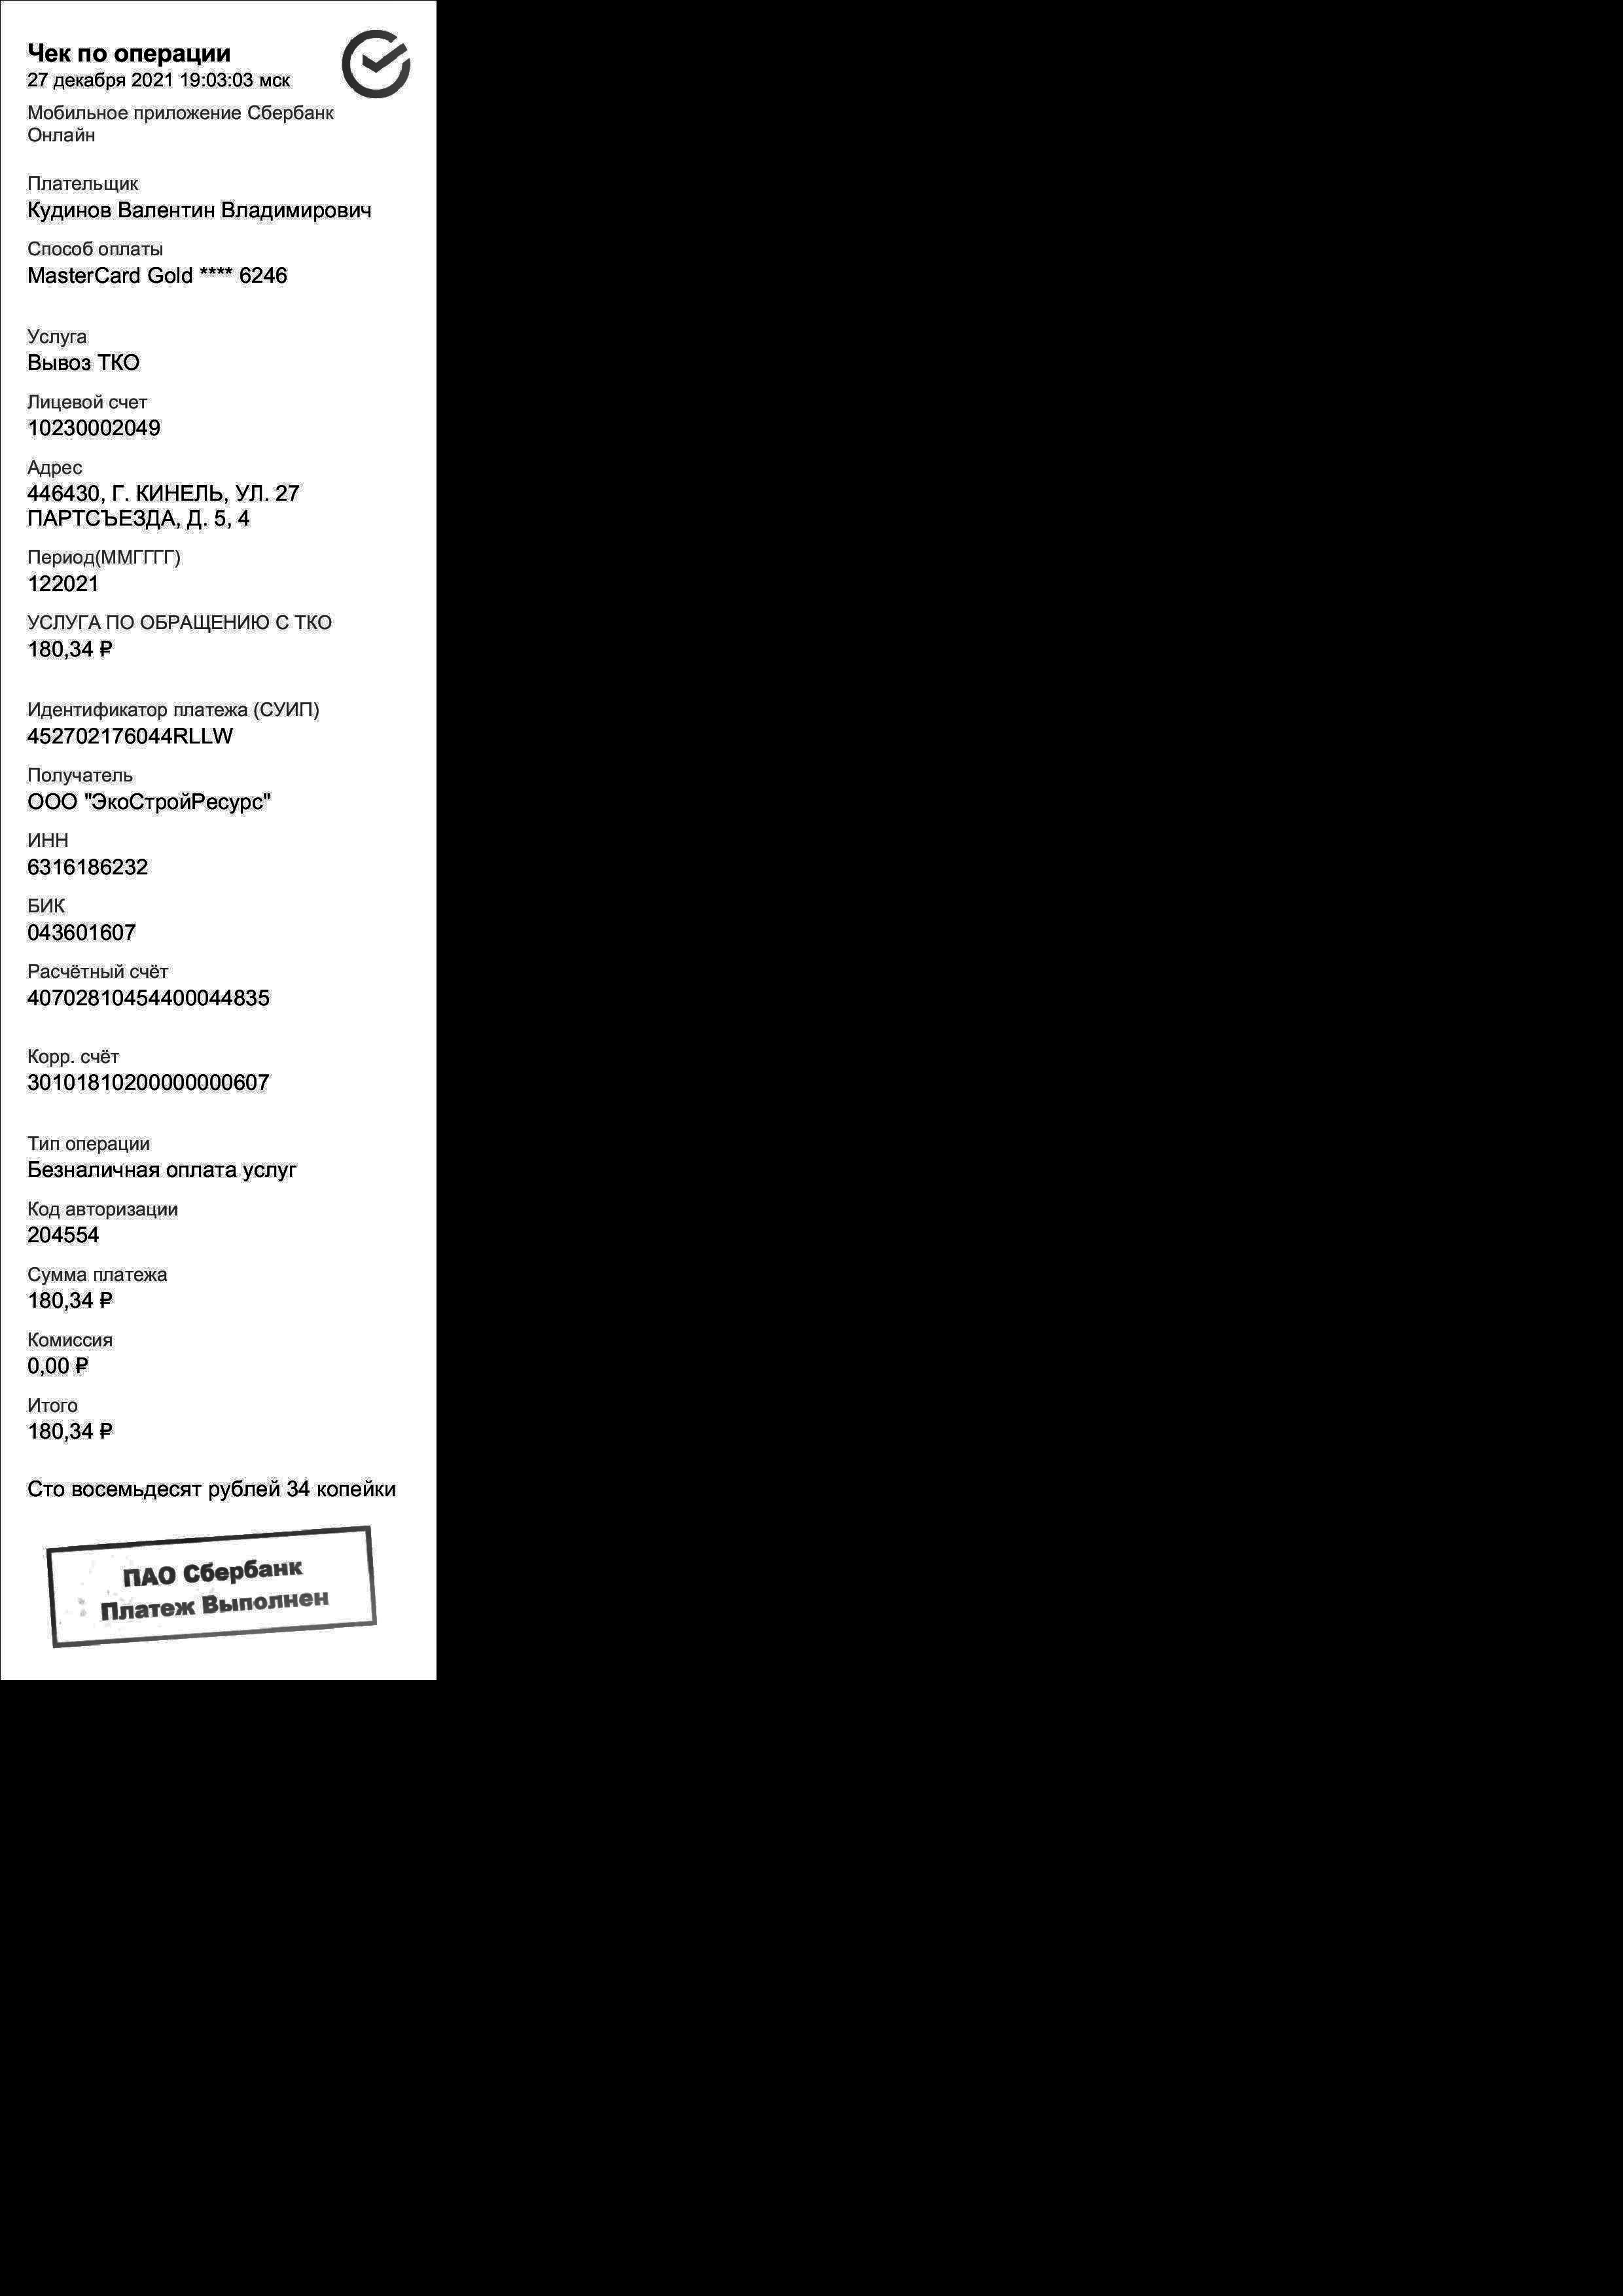 Чек по операции
27 декабря 2021 19:03:03 мск
Мобильное приложение Сбербанк
Онлайн
Плательщик
Кудинов Валентин Владимирович
Способ оплаты
MasterCard Gold **** 6246
Услуга
Вывоз ТКО
Лицевой счет
10230002049
Адрес
446430, Г. КИНЕЛЬ, УЛ. 27
ПАРТСЪЕЗДА, Д. 5, 4
Период(ММГГГГ)
122021
УСЛУГА ПО ОБРАЩЕНИЮ С ТКО
180,34 ₽
Идентификатор платежа (СУИП)
452702176044RLLW
Получатель
ООО "ЭкоСтройРесурс"
ИНН
6316186232
БИК
043601607
Расчётный счёт
40702810454400044835
Корр. счёт
30101810200000000607
Тип операции
Безналичная оплата услуг
Код авторизации
204554
Сумма платежа
180,34 ₽
Комиссия
0,00 ₽
Итого
180,34 ₽
Сто восемьдесят рублей 34 копейки
ПАО Сбербанк
Платеж Выполнен